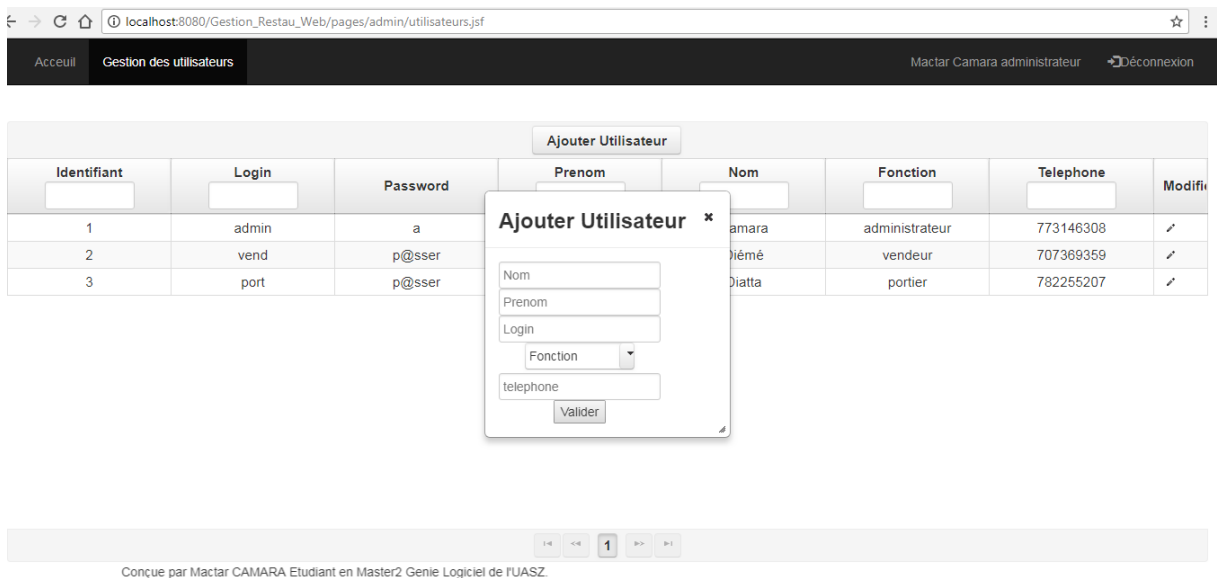 localhost:8080/Gestion_Restau_Web/pages/admin/utilisateurs.jsf
Acceuil Gestion des utilisateurs Mactar Camara administrateur Déconnexion
Ajouter Utilisateur
Identifiant Login Password Prenom Nom Fonction Telephone Modifi
1 admin a amara administrateur 773146308
2 vend p@sser Diémé vendeur 707369359
3 port p@sser Diatta portier 782255207
Ajouter Utilisateur
Nom
Prenom
Login
Fonction
telephone
Valider
1
Conçue par Mactar CAMARA Etudiant en Master2 Genie Logiciel de l'UASZ.